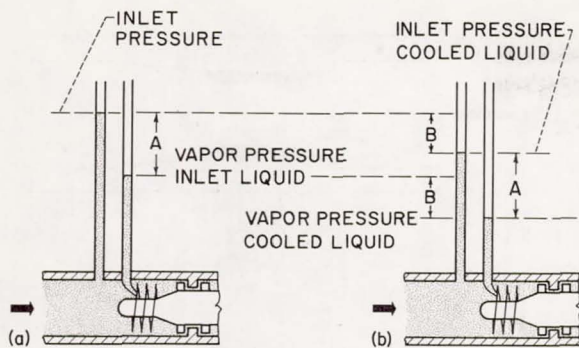 INLET
PRESSURE
INLET PRESSURE,
COOLED LIQUID
A
B
VAPOR PRESSURE
INLET LIQUID
A
B
VAPOR PRESSURE
COOLED LIQUID
(a)
(b)